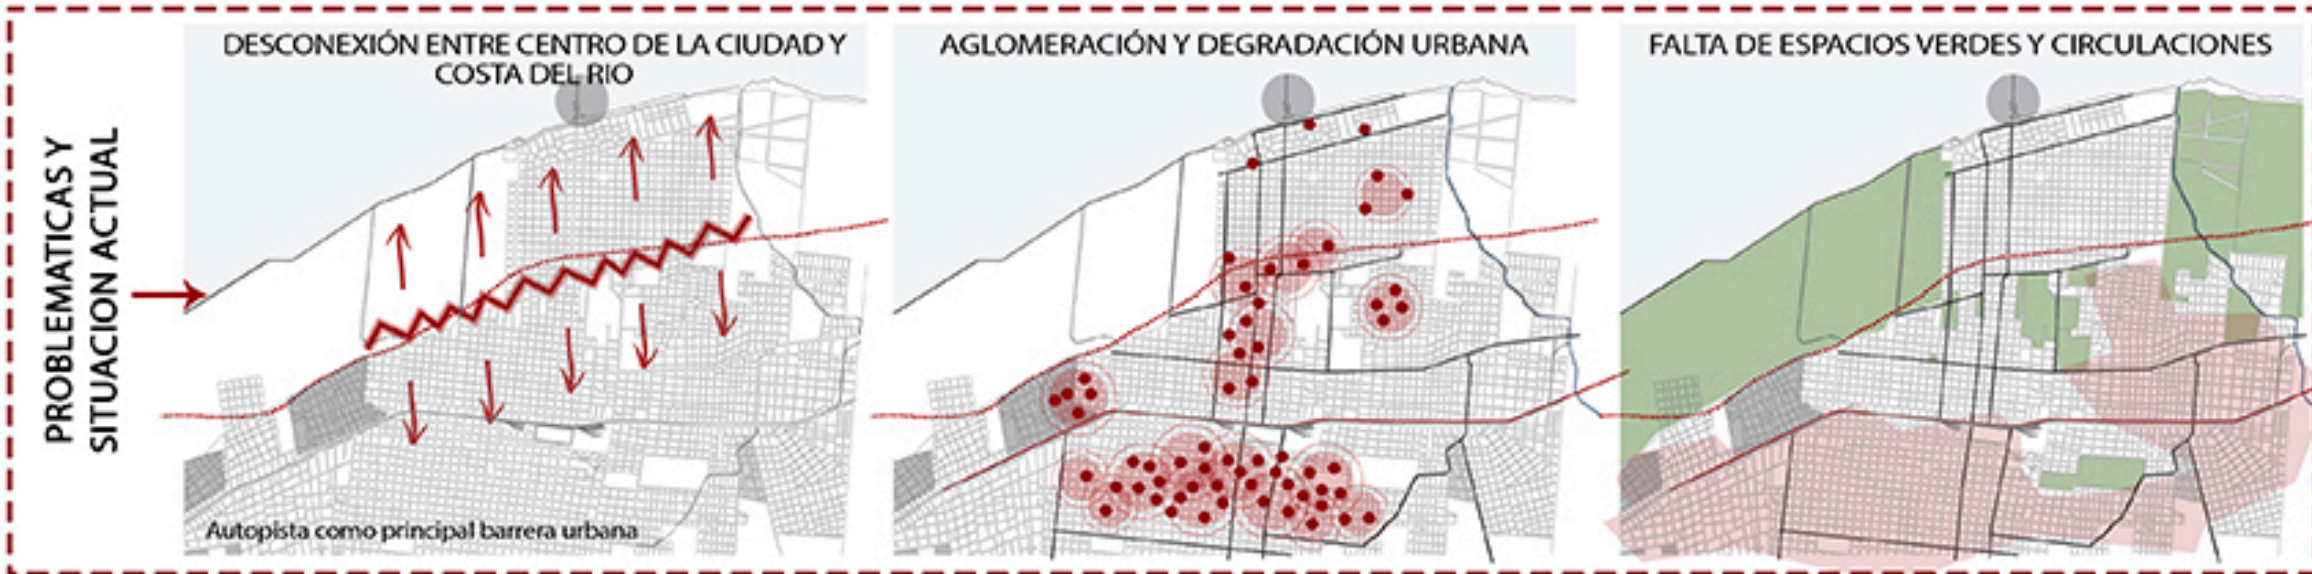 PROBLEMATICAS Y
SITUACION ACTUAL
DESCONEXIÓN ENTRE CENTRO DE LA CIUDAD Y
COSTA DEL RIO
Autopista como principal barrera urbana
AGLOMERACIÓN Y DEGRADACIÓN URBANA
FALTA DE ESPACIOS VERDES Y CIRCULACIONES